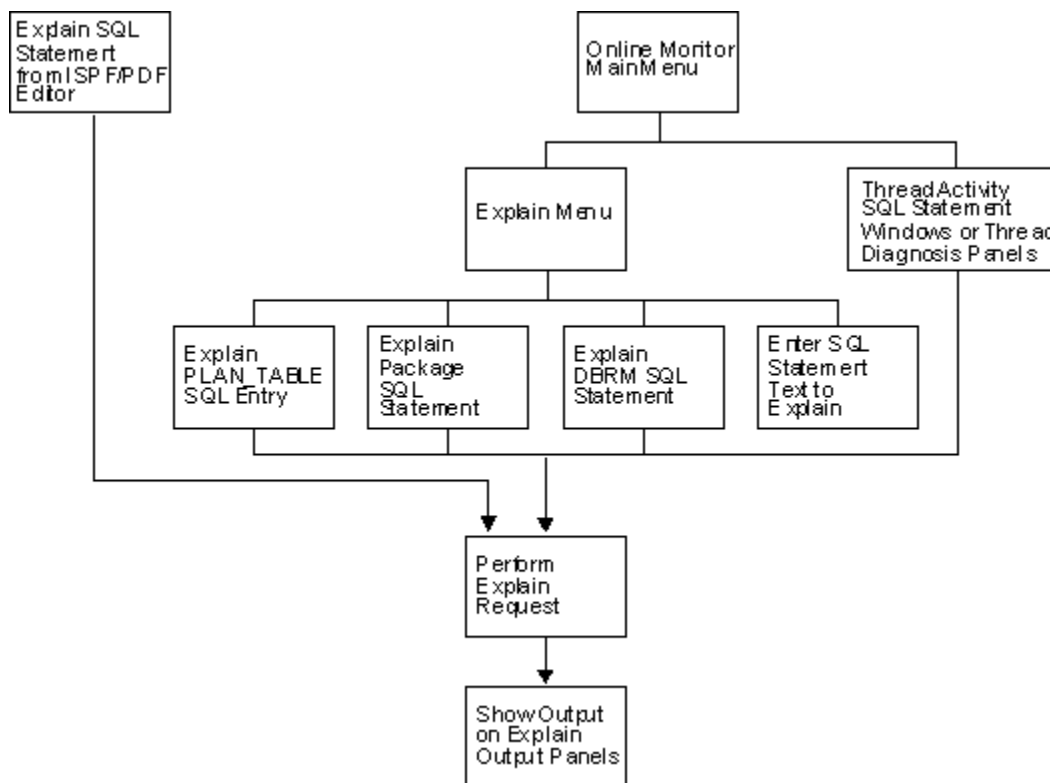 Explain SQL
Statement
from ISPF/PDF
Editor
Online Monitor
Main Menu
Explain Menu
Thread Activity
SQL Statement
Windows or Thread
Diagnosis Panels
Explain
PLAN_TABLE
SQL Entry
Explain
Package
SQL
Statement
Explain
DBRM SQL
Statement
Enter SQL
Statement
Text to
Explain
Perform
Explain
Request
Show Output
on Explain
Output Panels